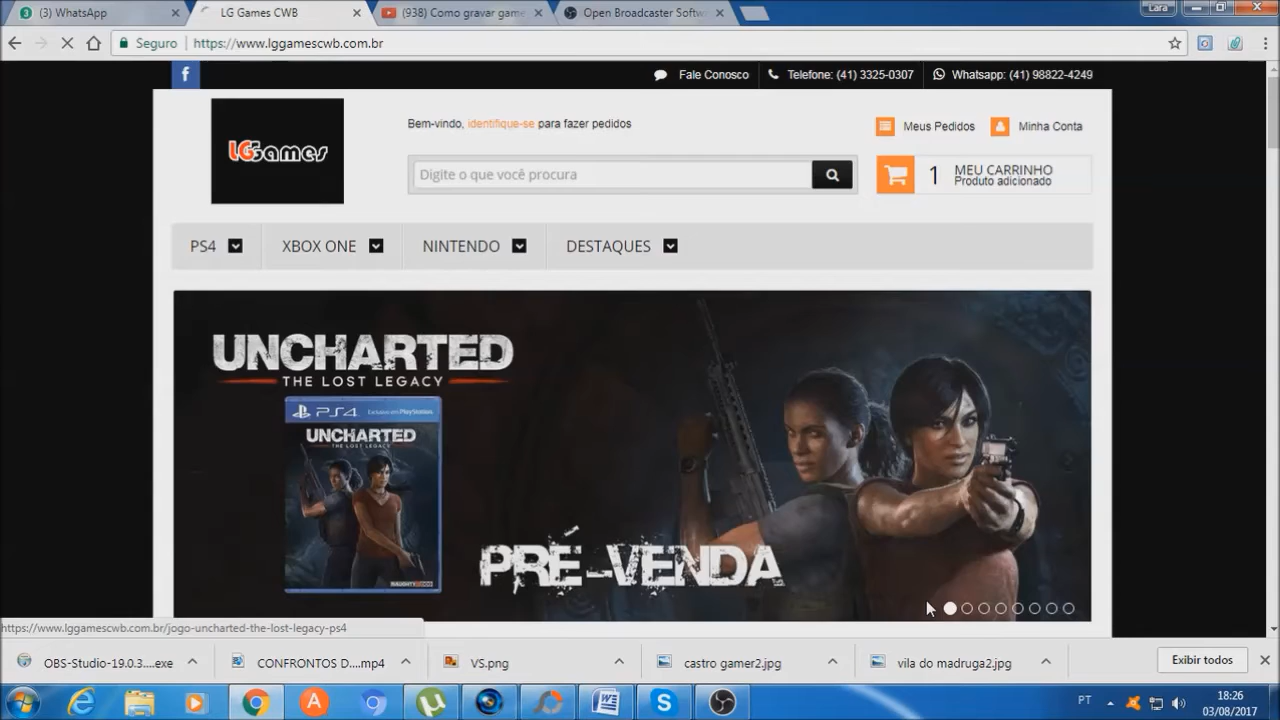 (3) WhatsApp
LG Games CWB
(938) Como gravar game
Open Broadcaster Softw
Lara
Seguro
https://www.lggamescwb.com.br
f
Fale Conosco
Telefone: (41) 3325-0307
Whatsapp: (41) 98822-4249
LGGames
Bem-vindo, identifique-se para fazer pedidos
Meus Pedidos
Minha Conta
Digite o que você procura
1
MEU CARRINHO
Produto adicionado
PS4
XBOX ONE
NINTENDO
DESTAQUES
UNCHARTED
THE LOST LEGACY
PS4
Exclusivo em PlayStation.
UNCHARTED
THE LOST LEGACY
NAUGHTY DOG
PRÉ-VENDA
https://www.lggamescwb.com.br/jogo-uncharted-the-lost-legacy-ps4
OBS-Studio-19.0.3....exe
CONFRONTOS D....mp4
VS.png
castro gamer2.jpg
vila do madruga2.jpg
Exibir todos
PT
18:26
03/08/2017